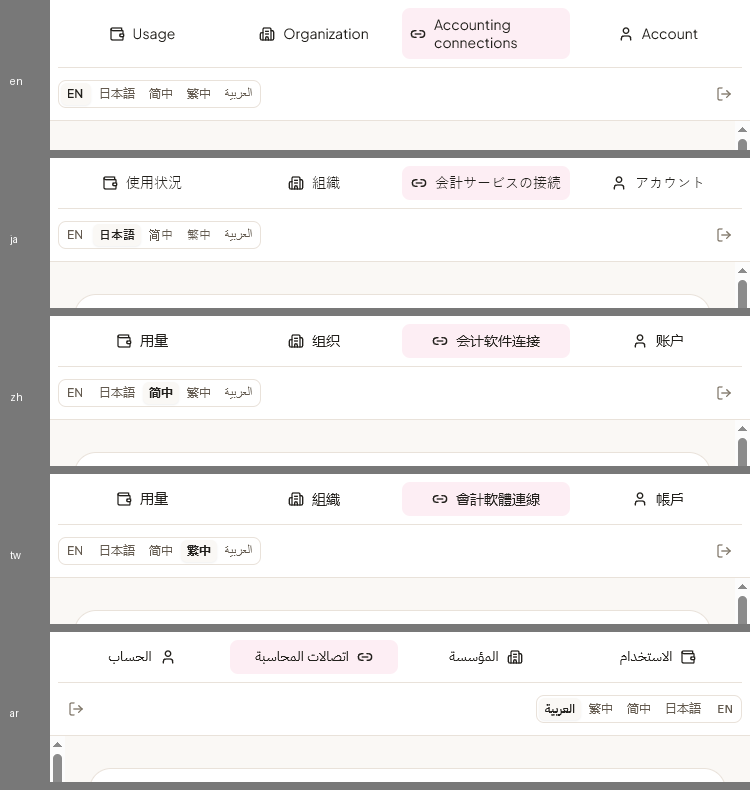 en
Usage
Organization
Accounting
connections
Account
EN 日本語 简中 繁中 العربية
ja
使用状況
組織
会計サービスの接続
アカウント
EN 日本語 简中 繁中 العربية
zh
用量
组织
会计软件连接
账户
EN 日本語 简中 繁中 العربية
tw
用量
組織
會計軟體連線
帳戶
EN 日本語 简中 繁中 العربية
ar
الاستخدام
المؤسسة
اتصالات المحاسبة
الحساب
EN 日本語 简中 繁中 العربية